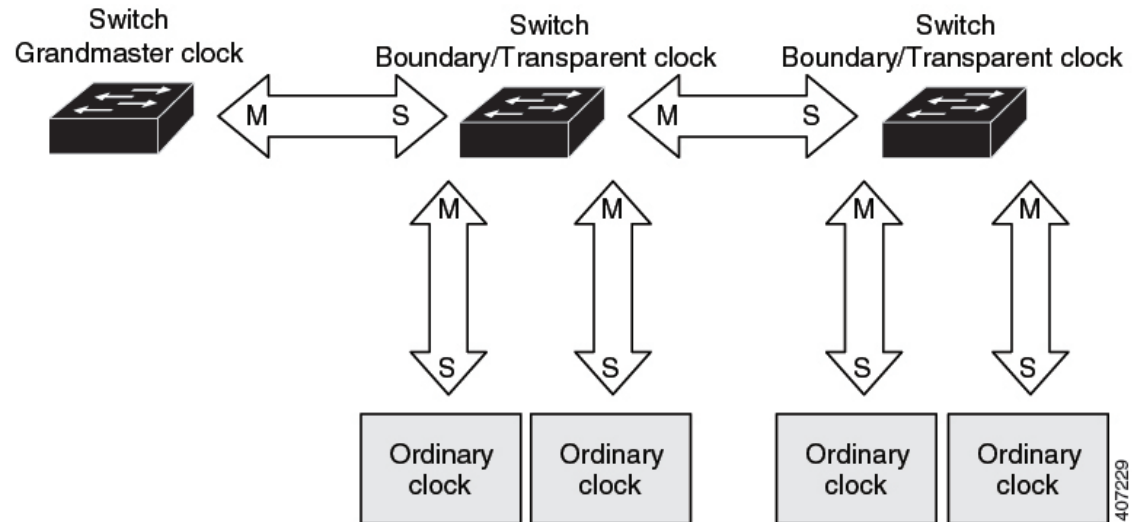 Switch
Grandmaster clock
Switch
Boundary/Transparent clock
Switch
Boundary/Transparent clock
M S
M S
M
M
M
M
S
S
S
S
Ordinary
clock
Ordinary
clock
Ordinary
clock
Ordinary
clock
407229